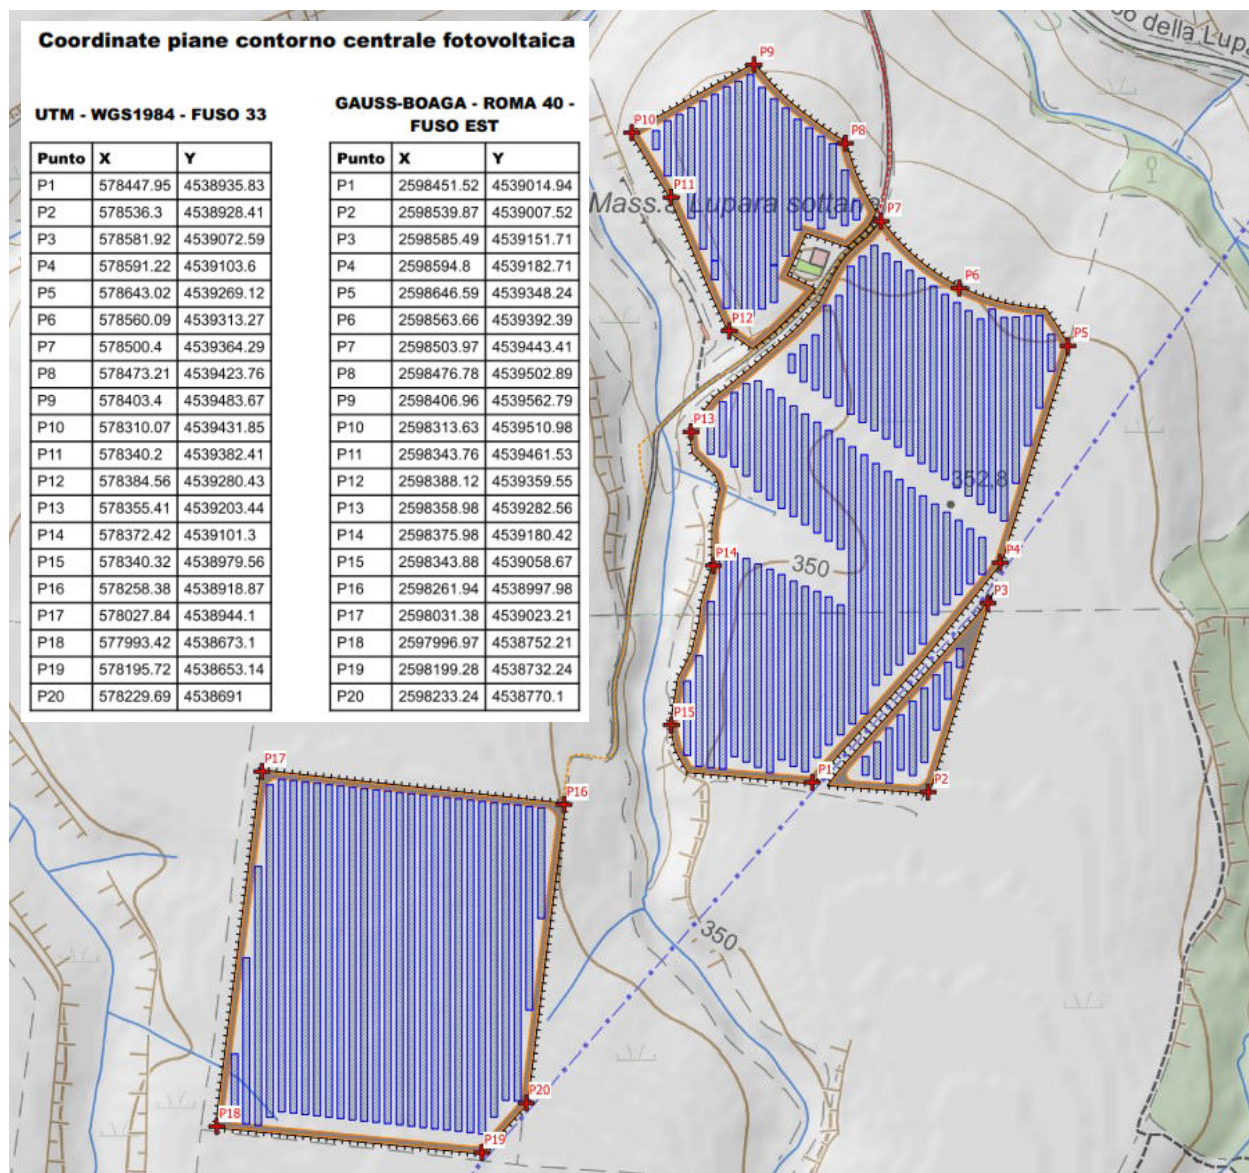 Coordinate piane contorno centrale fotovoltaica
UTM - WGS1984 - FUSO 33
Punto X Y
P1 578447.95 4538935.83
P2 578536.3 4538928.41
P3 578581.92 4539072.59
P4 578591.22 4539103.6
P5 578643.02 4539269.12
P6 578560.09 4539313.27
P7 578500.4 4539364.29
P8 578473.21 4539423.76
P9 578403.4 4539483.67
P10 578310.07 4539431.85
P11 578340.2 4539382.41
P12 578384.56 4539280.43
P13 578355.41 4539203.44
P14 578372.42 4539101.3
P15 578340.32 4538979.56
P16 578258.38 4538918.87
P17 578027.84 4538944.1
P18 577993.42 4538673.1
P19 578195.72 4538653.14
P20 578229.69 4538691
GAUSS-BOAGA - ROMA 40 -
FUSO EST
Punto X Y
P1 2598451.52 4539014.94
P2 2598539.87 4539007.52
P3 2598585.49 4539151.71
P4 2598594.8 4539182.71
P5 2598646.59 4539348.24
P6 2598563.66 4539392.39
P7 2598503.97 4539443.41
P8 2598476.78 4539502.89
P9 2598406.96 4539562.79
P10 2598313.63 4539510.98
P11 2598343.76 4539461.53
P12 2598388.12 4539359.55
P13 2598358.98 4539282.56
P14 2598375.98 4539180.42
P15 2598343.88 4539058.67
P16 2598261.94 4538997.98
P17 2598031.38 4539023.21
P18 2597996.97 4538752.21
P19 2598199.28 4538732.24
P20 2598233.24 4538770.1
della Lupa
P9
P10
P8
P11
Mass.a Lupara sottana
P7
P6
P12
P5
P13
352,8
P14
350
P4
P3
P15
P1
P2
P17
P16
350
P20
P18
P19